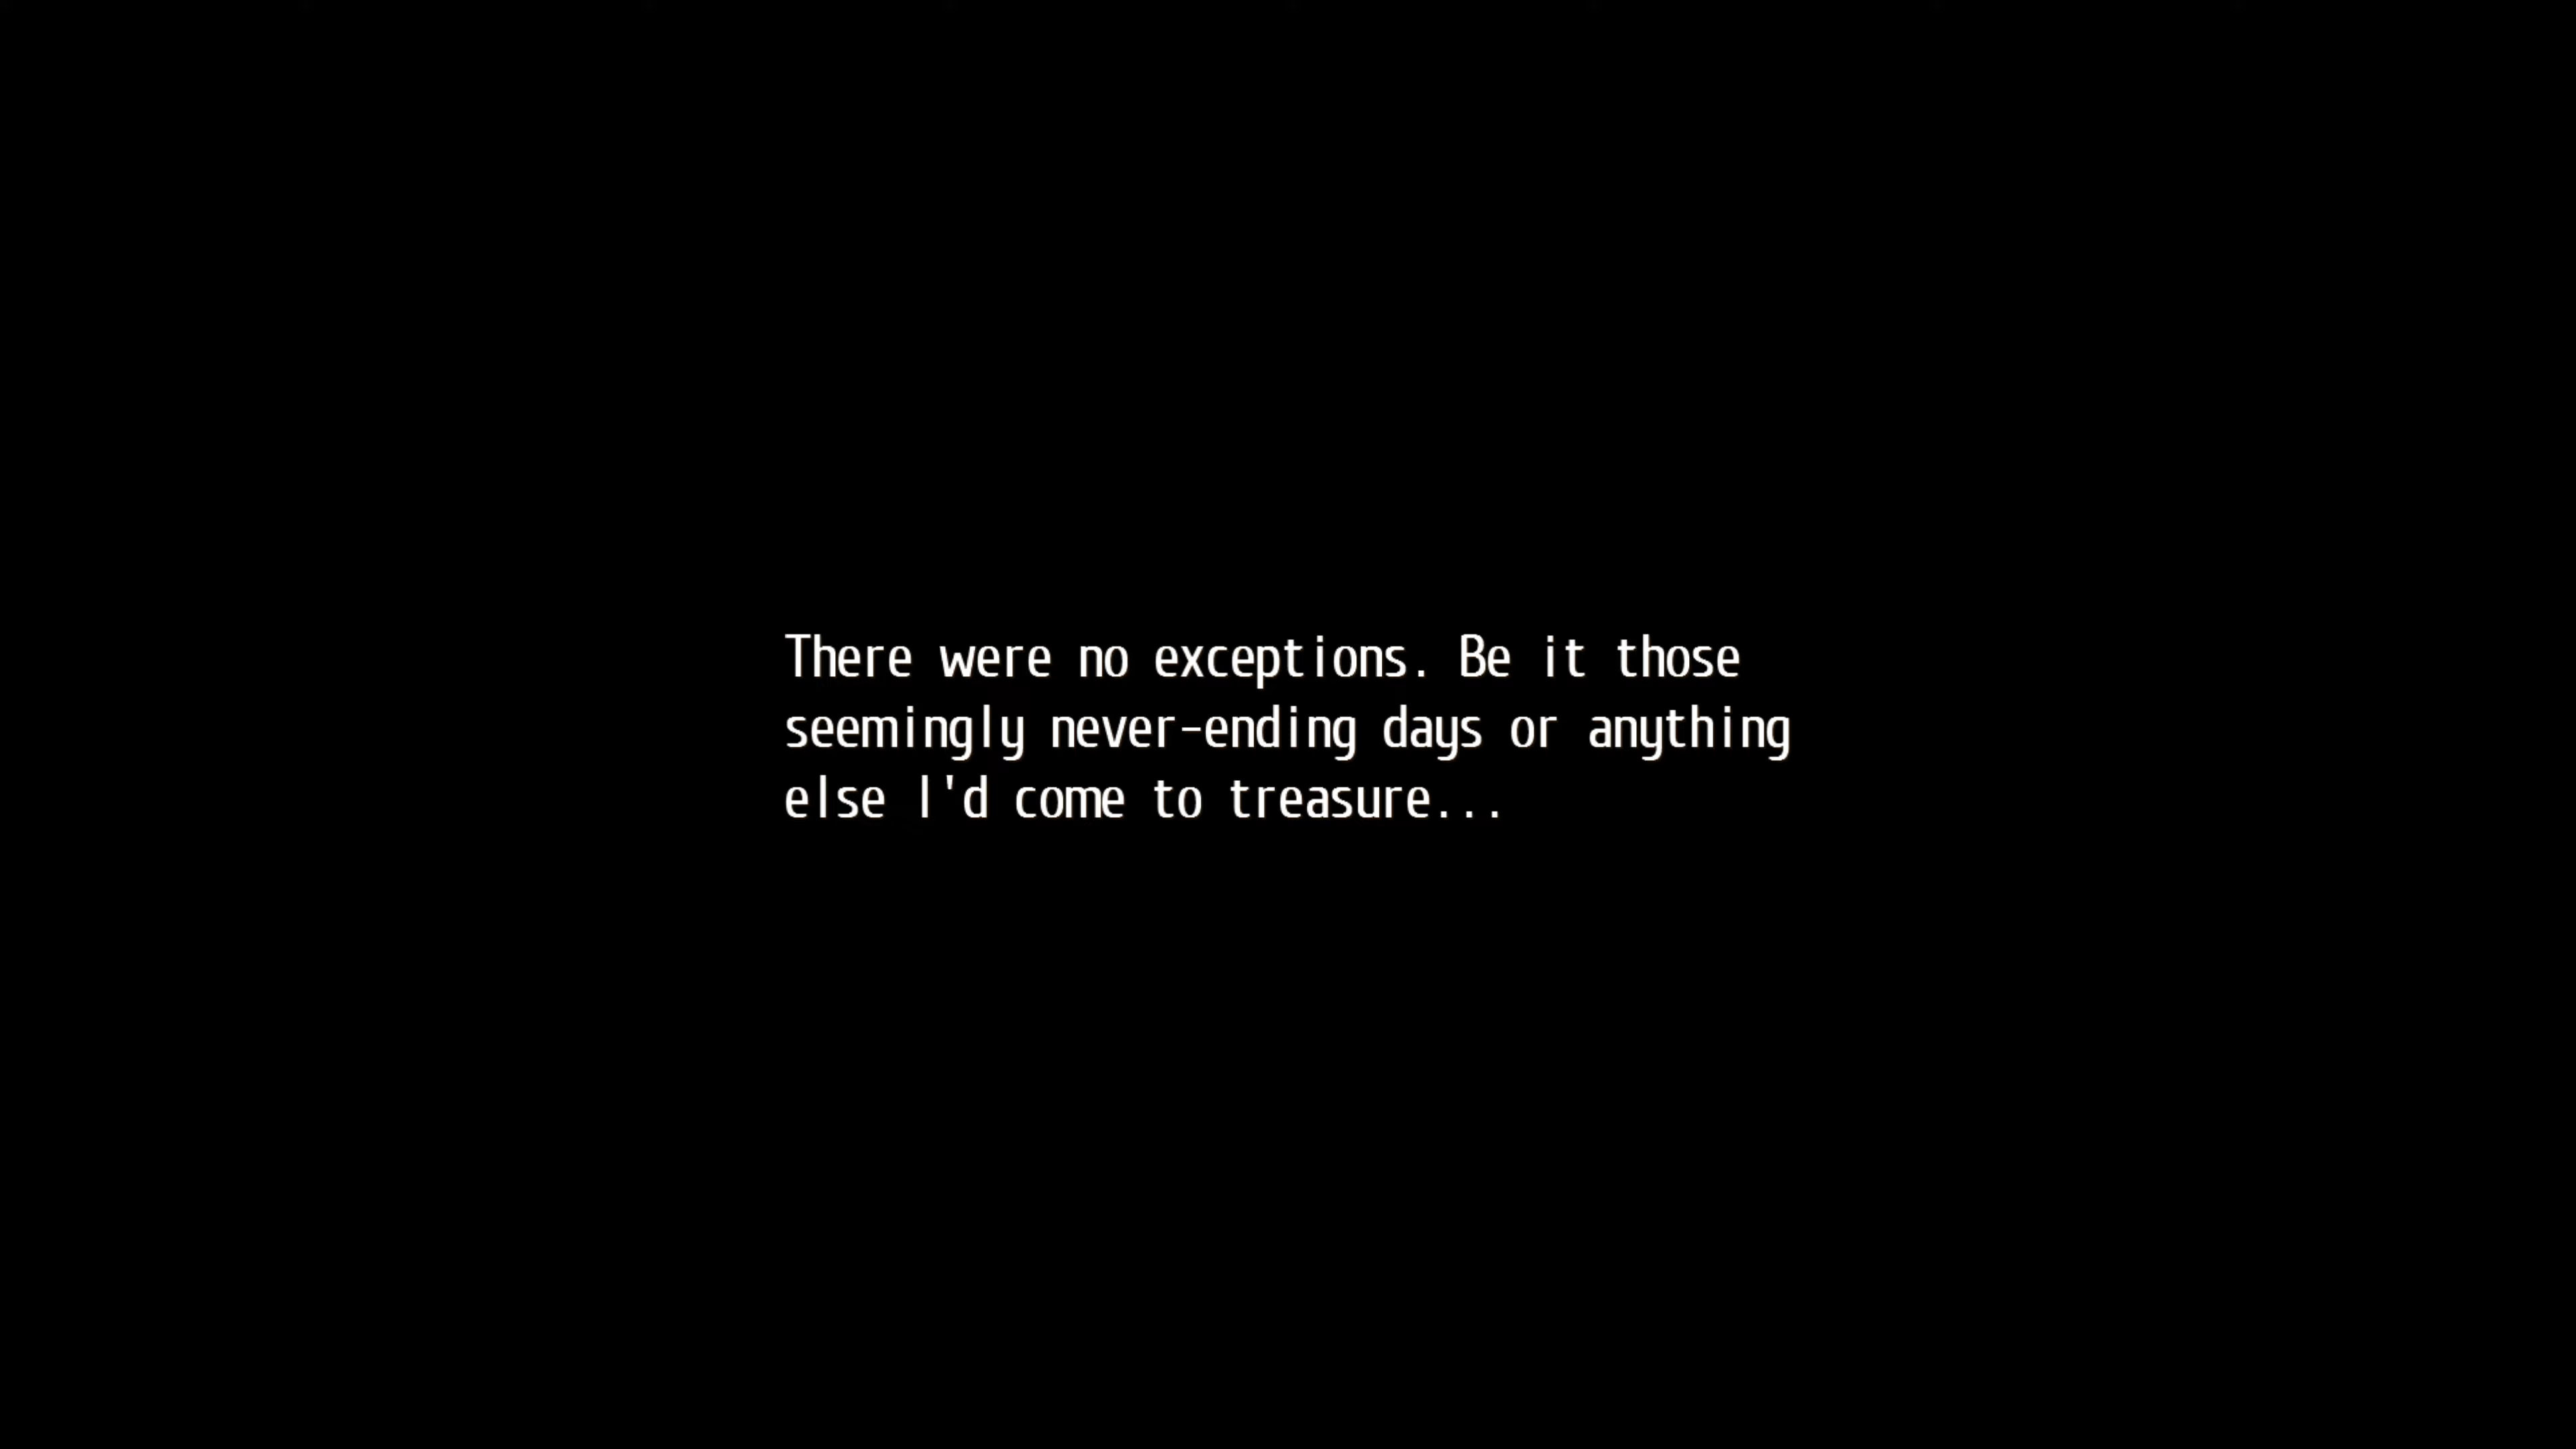 There were no exceptions. Be it those
seemingly never-ending days or anything
else I'd come to treasure...